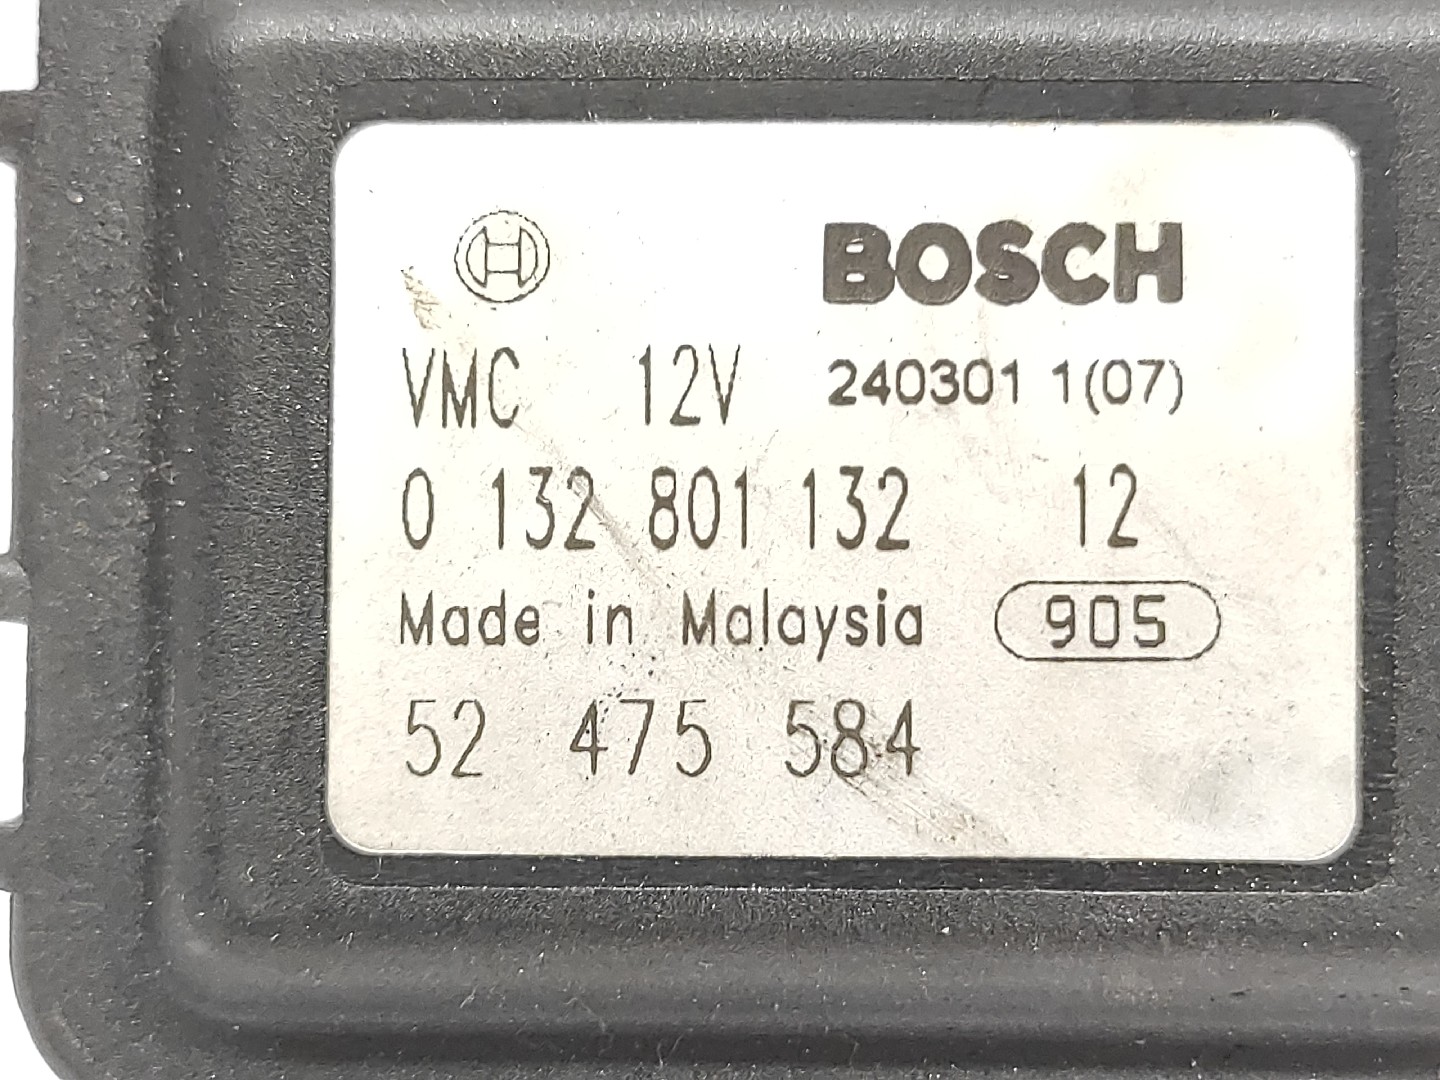 BOSCH
VMC 12V 240301 1(07)
0 132 801 132 12
Made in Malaysia 905
52 475 584